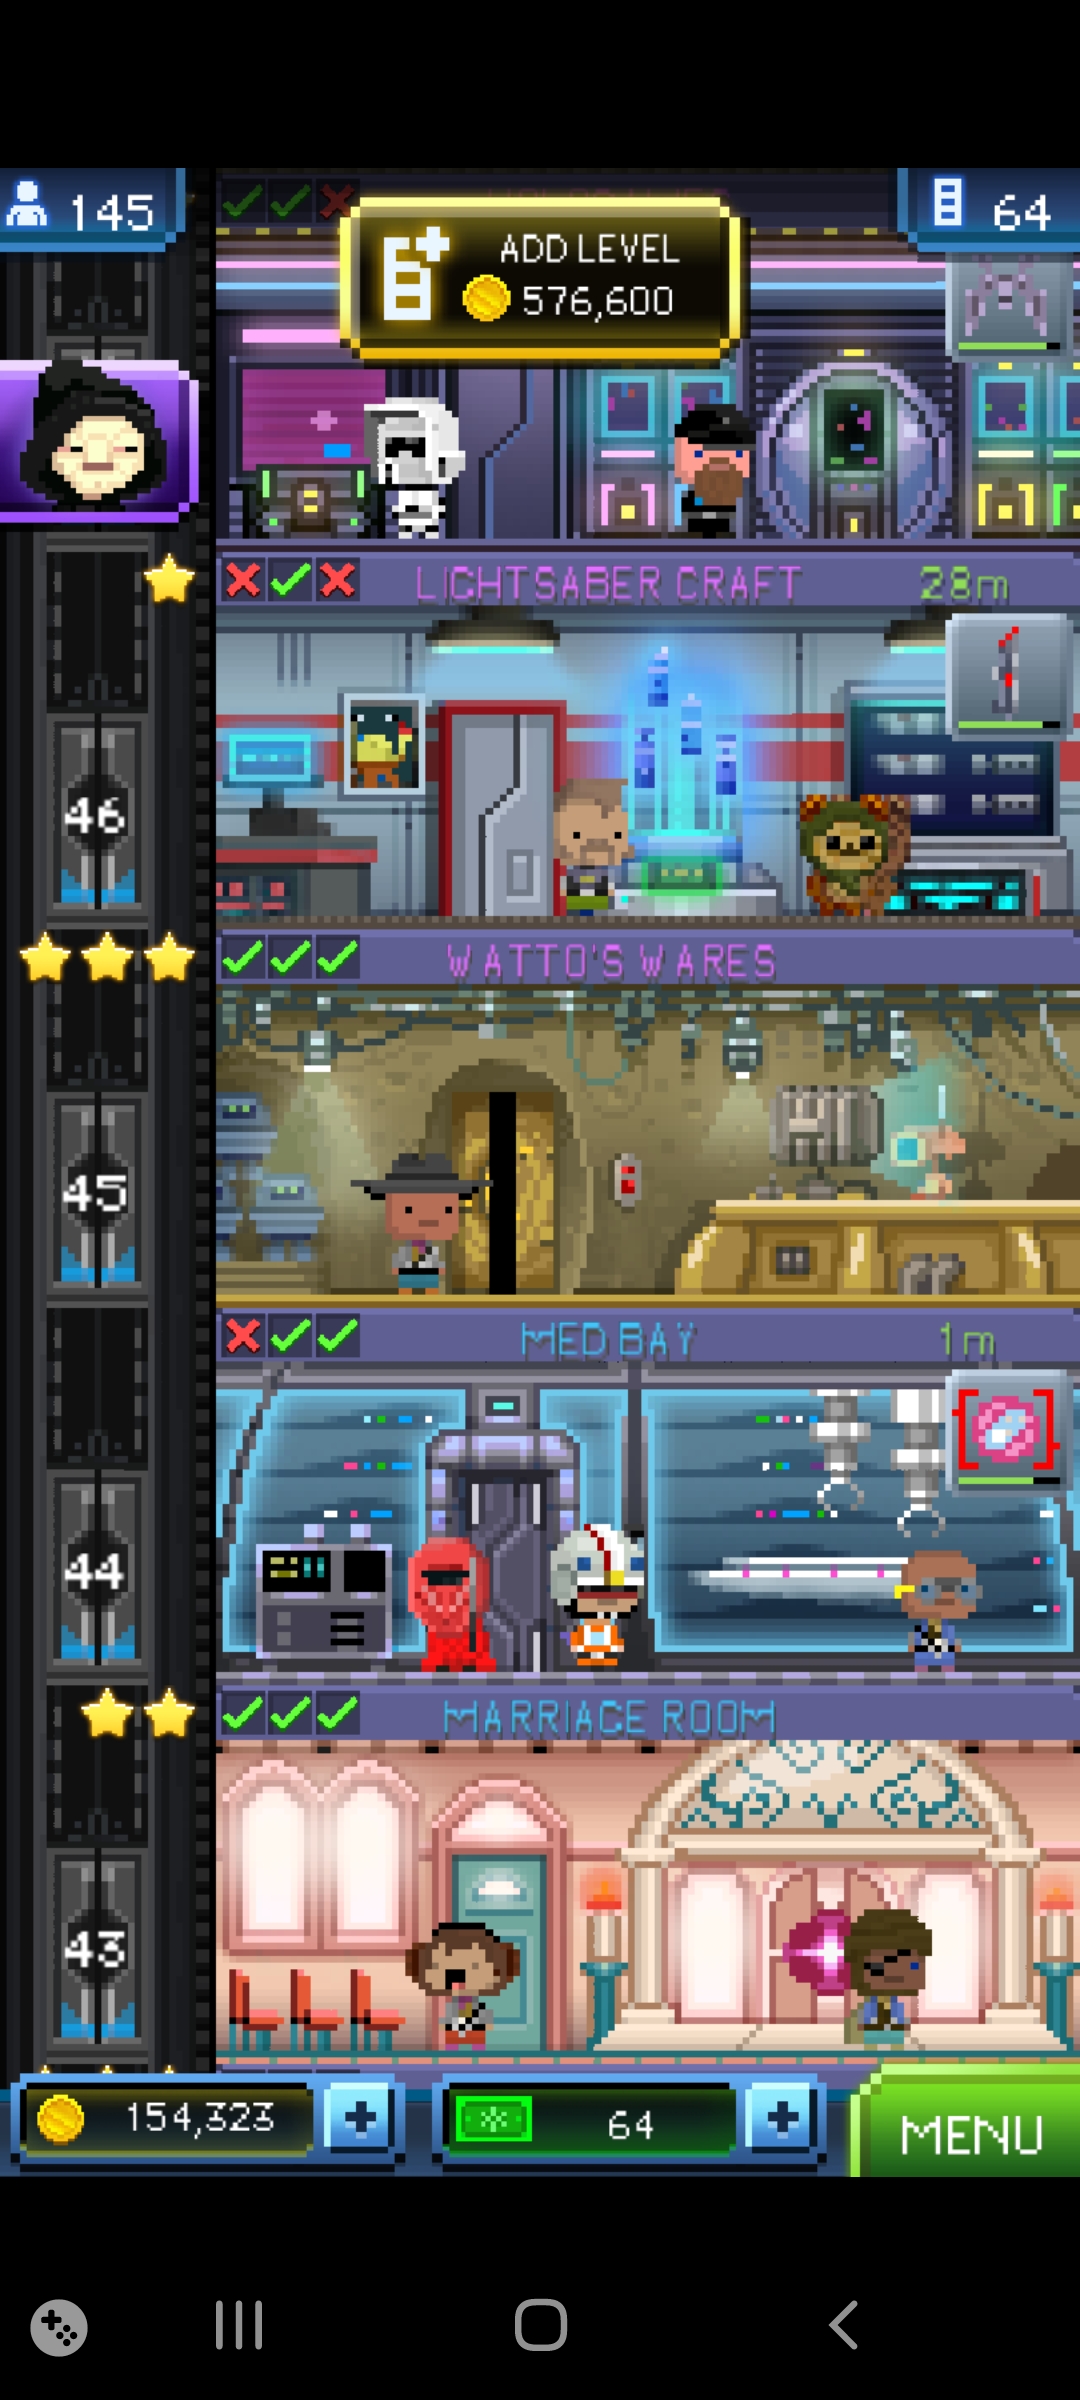 145
64
ADD LEVEL
576,600
LIGHTSABER CRAFT
28m
46
WATTO'S WARES
45
MED BAY
1m
44
MARRIAGE ROOM
43
154,323
64
MENU